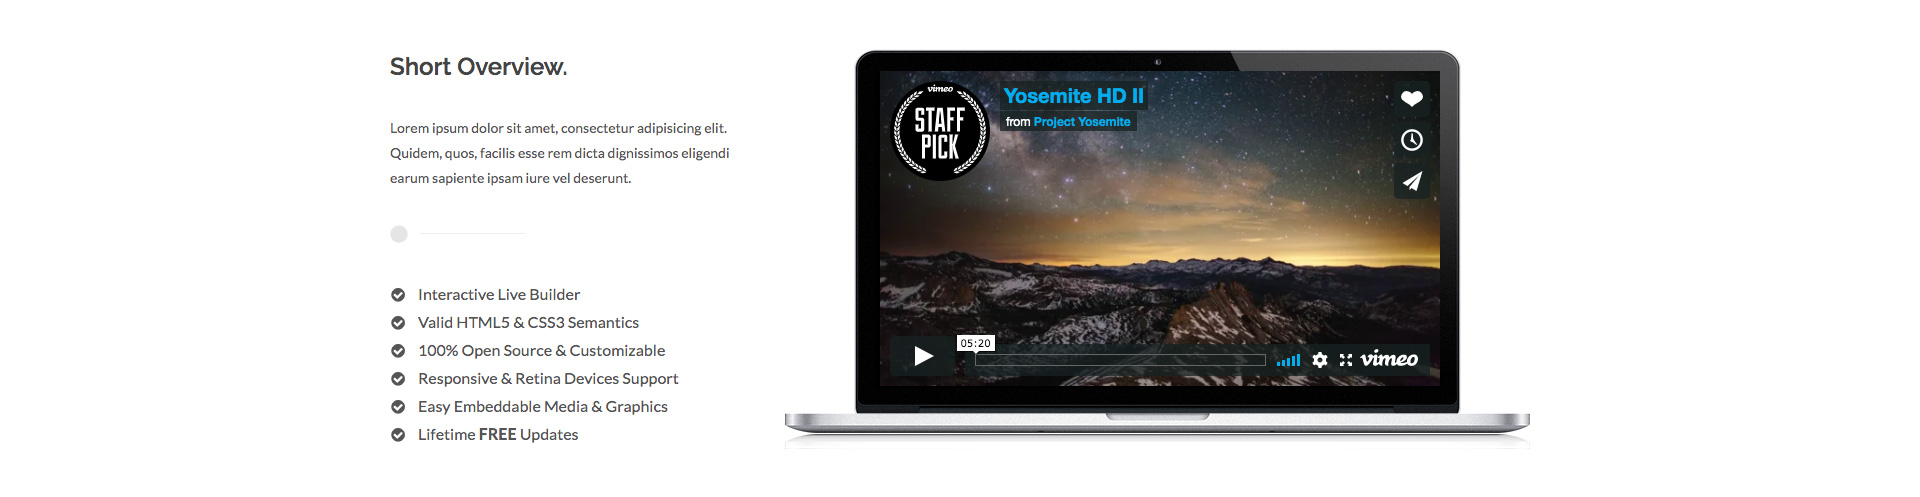 Short Overview.
Lorem ipsum dolor sit amet, consectetur adipisicing elit.
Quidem, quos, facilis esse rem dicta dignissimos eligendi
earum sapiente ipsam iure vel deserunt.
Interactive Live Builder
Valid HTML5 & CSS3 Semantics
100% Open Source & Customizable
Responsive & Retina Devices Support
Easy Embeddable Media & Graphics
Lifetime FREE Updates
vimeo
STAFF
PICK
Yosemite HD II
from Project Yosemite
05:20
vimeo